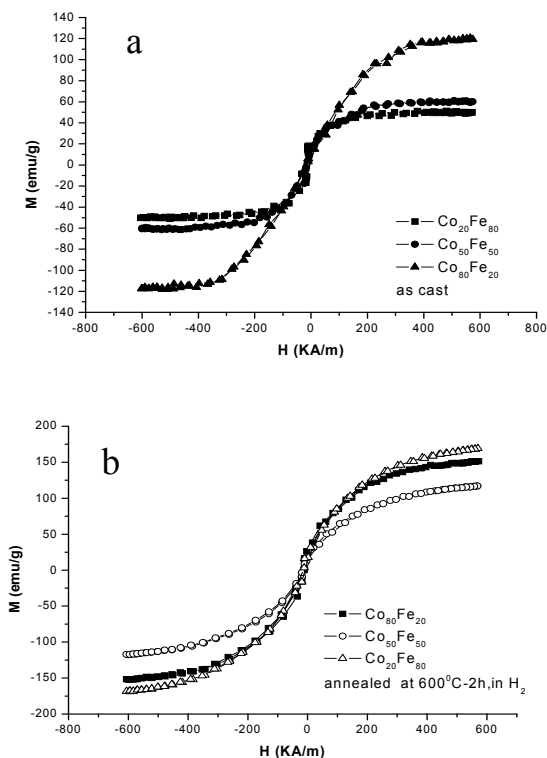 a
120
100
80
60
40
20
0
-20
-40
-60
-80
-100
-120
-140
M (emu/g)
Co20Fe80
Co50Fe50
Co80Fe20
as cast
-800 -600 -400 -200 0 200 400 600 800
H (KA/m)
b
200
150
100
50
0
-50
-100
-150
-200
M (emu/g)
Co80Fe20
Co50Fe50
Co20Fe80
annealed at 600⁰C-2h,in H2
-800 -600 -400 -200 0 200 400 600 800
H (KA/m)